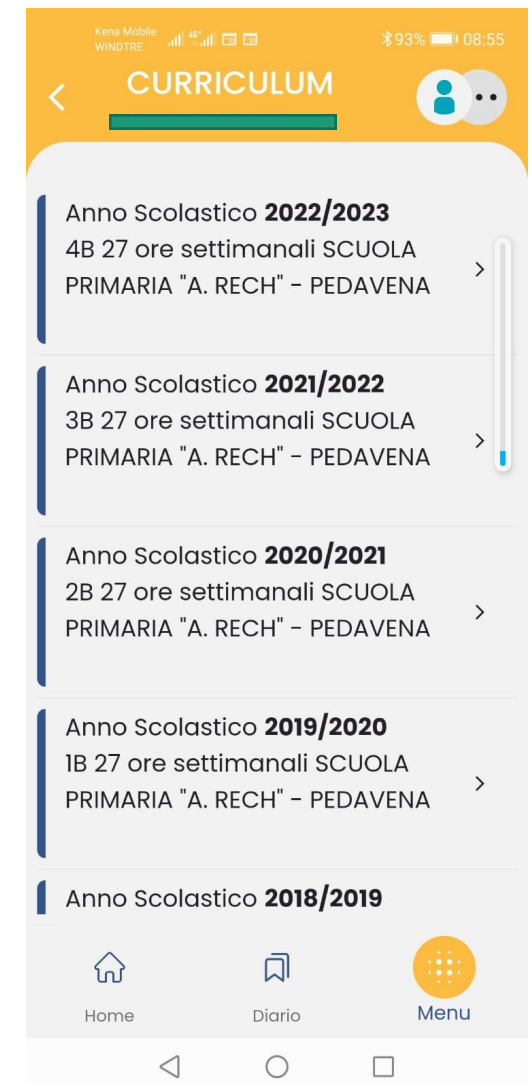 Kena Mobile
WINDTRE
4G+
93% 08:55
CURRICULUM
Anno Scolastico 2022/2023
4B 27 ore settimanali SCUOLA
PRIMARIA "A. RECH" - PEDAVENA
Anno Scolastico 2021/2022
3B 27 ore settimanali SCUOLA
PRIMARIA "A. RECH" - PEDAVENA
Anno Scolastico 2020/2021
2B 27 ore settimanali SCUOLA
PRIMARIA "A. RECH" - PEDAVENA
Anno Scolastico 2019/2020
1B 27 ore settimanali SCUOLA
PRIMARIA "A. RECH" - PEDAVENA
Anno Scolastico 2018/2019
Home Diario Menu